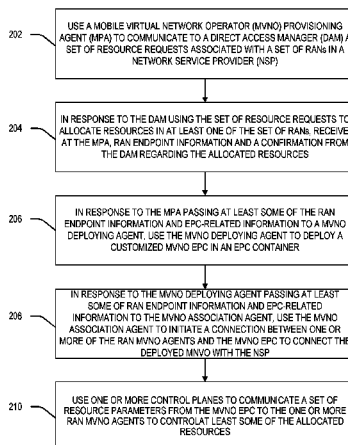 202
USE A MOBILE VIRTUAL NETWORK OPERATOR (MVNO) PROVISIONING
AGENT (MPA) TO COMMUNICATE TO A DIRECT ACCESS MANAGER (DAM) A
SET OF RESOURCE REQUESTS ASSOCIATED WITH A SET OF RANs IN A
NETWORK SERVICE PROVIDER (NSP)
204
IN RESPONSE TO THE DAM USING THE SET OF RESOURCE REQUESTS TO
ALLOCATE RESOURCES IN AT LEAST ONE OF THE SET OF RANs, RECEIVE
AT THE MPA, RAN ENDPOINT INFORMATION AND A CONFIRMATION FROM
THE DAM REGARDING THE ALLOCATED RESOURCES
206
IN RESPONSE TO THE MPA PASSING AT LEAST SOME OF THE RAN
ENDPOINT INFORMATION AND EPC-RELATED INFORMATION TO A MVNO
DEPLOYING AGENT, USE THE MVNO DEPLOYING AGENT TO DEPLOY A
CUSTOMIZED MVNO EPC IN AN EPC CONTAINER
208
IN RESPONSE TO THE MVNO DEPLOYING AGENT PASSING AT LEAST
SOME OF RAN ENDPOINT INFORMATION AND EPC-RELATED
INFORMATION TO THE MVNO ASSOCIATION AGENT, USE THE MVNO
ASSOCIATION AGENT TO INITIATE A CONNECTION BETWEEN ONE OR
MORE OF THE RAN MVNO AGENTS AND THE MVNO EPC TO CONNECT THE
DEPLOYED MNVO WITH THE NSP
210
USE ONE OR MORE CONTROL PLANES TO COMMUNICATE A SET OF
RESOURCE PARAMETERS FROM THE MVNO EPC TO THE ONE OR MORE
RAN MVNO AGENTS TO CONTROLAT LEAST SOME OF THE ALLOCATED
RESOURCES